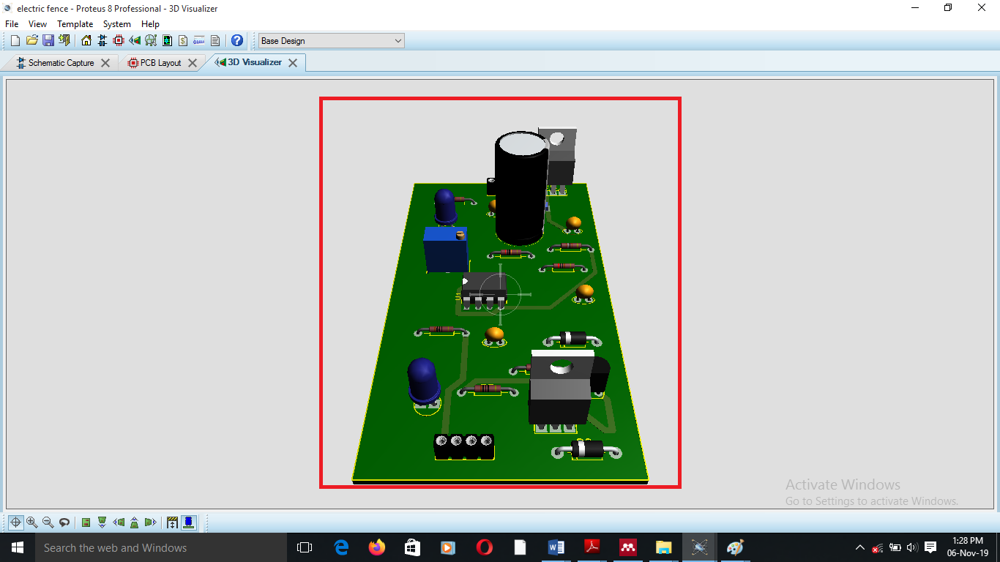 electric fence - Proteus 8 Professional - 3D Visualizer
File View Template System Help
Base Design
Schematic Capture
PCB Layout
3D Visualizer
U1
Activate Windows
Go to Settings to activate Windows.
Search the web and Windows
1:28 PM
06-Nov-19